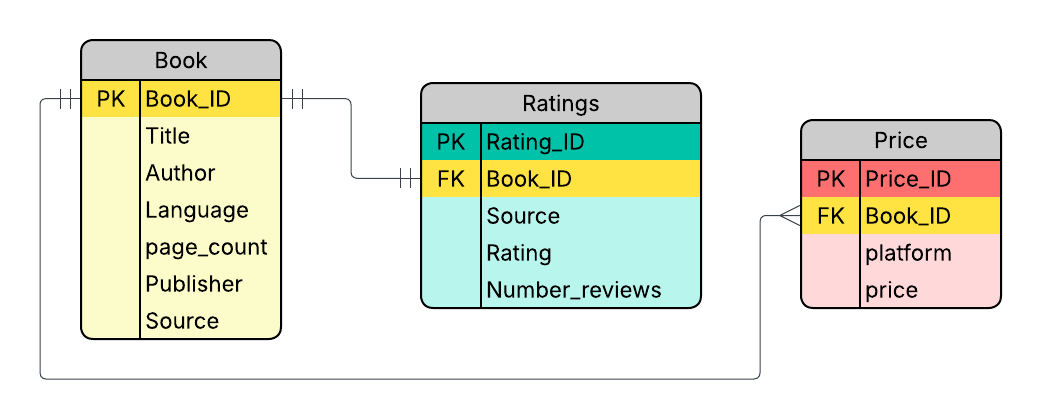 Book
PK Book_ID
Title
Author
Language
page_count
Publisher
Source
Ratings
PK Rating_ID
FK Book_ID
Source
Rating
Number_reviews
Price
PK Price_ID
FK Book_ID
platform
price